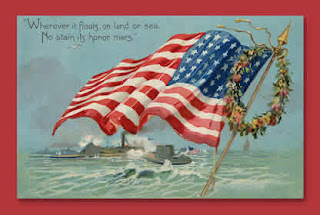 "Wherever it floats, on land or sea.
No stain its honor mars."